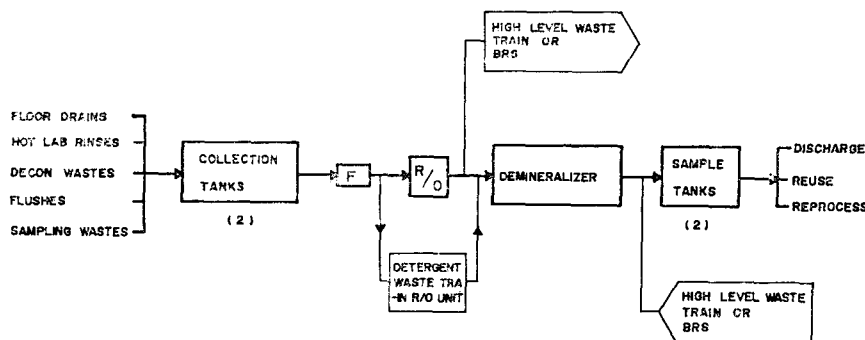 HIGH LEVEL WASTE
TRAIN OR
BRS
FLOOR DRAINS
HOT LAB RINSES
DECON WASTES
FLUSHES
SAMPLING WASTES
COLLECTION
TANKS
(2)
F
R/O
DEMINERALIZER
SAMPLE
TANKS
(2)
DISCHARGE
REUSE
REPROCESS
DETERGENT
WASTE TRA
-IN R/O UNIT
HIGH LEVEL WASTE
TRAIN OR
BRS